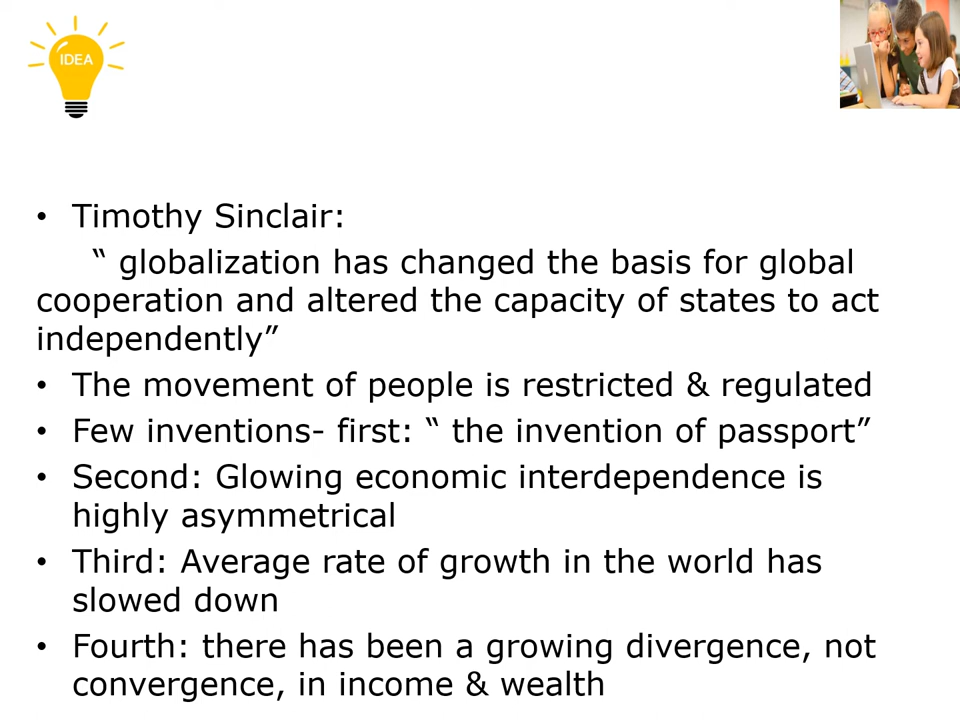 IDEA
• Timothy Sinclair:
“ globalization has changed the basis for global
cooperation and altered the capacity of states to act
independently”
• The movement of people is restricted & regulated
• Few inventions- first: “ the invention of passport”
• Second: Glowing economic interdependence is
highly asymmetrical
• Third: Average rate of growth in the world has
slowed down
• Fourth: there has been a growing divergence, not
convergence, in income & wealth